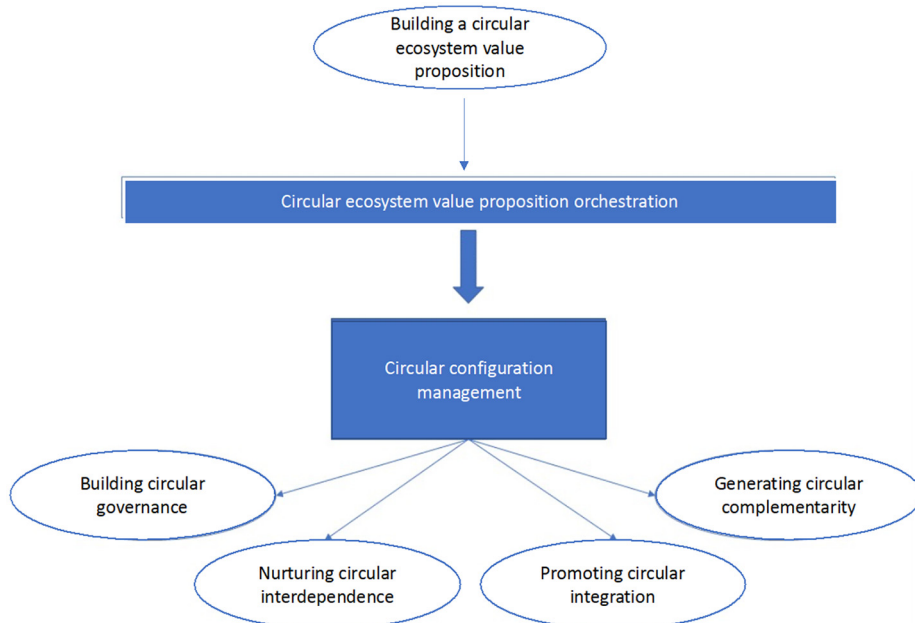 Building a circular
ecosystem value
proposition
Circular ecosystem value proposition orchestration
Circular configuration
management
Building circular
governance
Generating circular
complementarity
Nurturing circular
interdependence
Promoting circular
integration